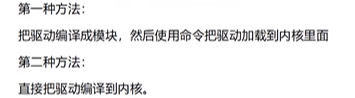 第一种方法：
把驱动编译成模块，然后使用命令把驱动加载到内核里面
第二种方法：
直接把驱动编译到内核。